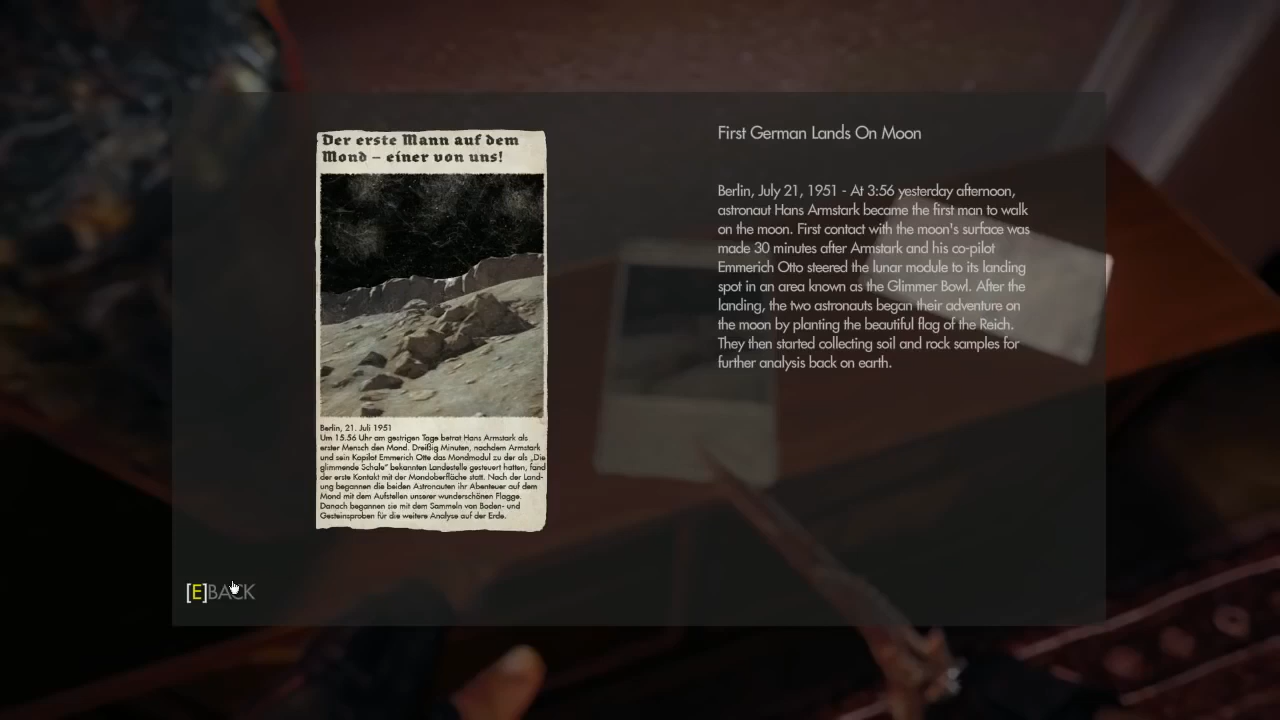 Der erste Mann auf dem
Mond – einer von uns!
Berlin, 21. Juli 1951
Um 15.56 Uhr am gestrigen Tage betrat Hans Armstark als
erster Mensch den Mond. Dreißig Minuten, nachdem Armstark
und sein Kopilot Emmerich Otte das Mondmodul zu der als „Die
glimmende Schale“ bekannten Landestelle gesteuert hatten, fand
der erste Kontakt mit der Mondoberfläche statt. Nach der Land-
ung begannen die beiden Astronauten ihr Abenteuer auf dem
Mond mit dem Aufstellen unserer wunderschönen Flagge.
Danach begannen sie mit dem Sammeln von Boden- und
Gesteinsproben für die weitere Analyse auf der Erde.
First German Lands On Moon
Berlin, July 21, 1951 - At 3:56 yesterday afternoon,
astronaut Hans Armstark became the first man to walk
on the moon. First contact with the moon's surface was
made 30 minutes after Armstark and his co-pilot
Emmerich Otto steered the lunar module to its landing
spot in an area known as the Glimmer Bowl. After the
landing, the two astronauts began their adventure on
the moon by planting the beautiful flag of the Reich.
They then started collecting soil and rock samples for
further analysis back on earth.
[E]BACK